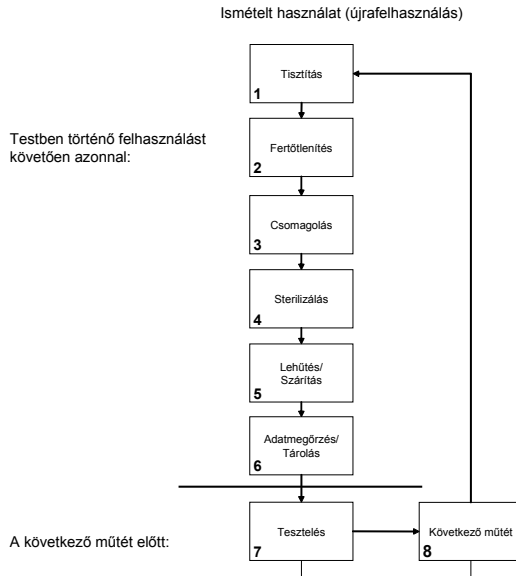 Ismételt használat (újrafelhasználás)
Tisztítás
1
Testben történő felhasználást
követően azonnal:
Fertőtlenítés
2
Csomagolás
3
Sterilizálás
4
Lehűtés/
Szárítás
5
Adatmegőrzés/
Tárolás
6
A következő műtét előtt:
Tesztelés
7
Következő műtét
8